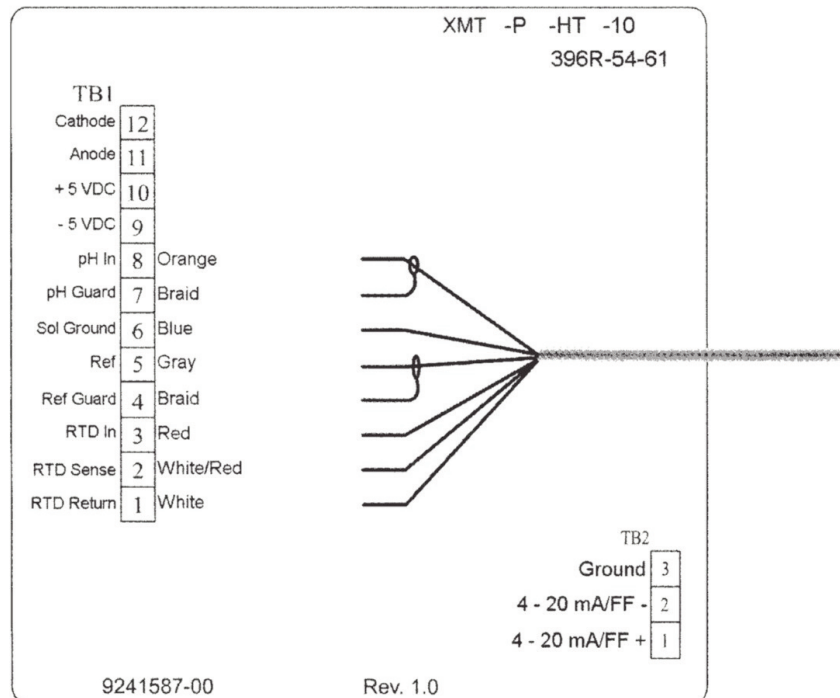 XMT -P -HT -10
396R-54-61
TB1
Cathode 12
Anode 11
+ 5 VDC 10
- 5 VDC 9
pH In 8 Orange
pH Guard 7 Braid
Sol Ground 6 Blue
Ref 5 Gray
Ref Guard 4 Braid
RTD In 3 Red
RTD Sense 2 White/Red
RTD Return 1 White
TB2
Ground 3
4 - 20 mA/FF - 2
4 - 20 mA/FF + 1
9241587-00 Rev. 1.0